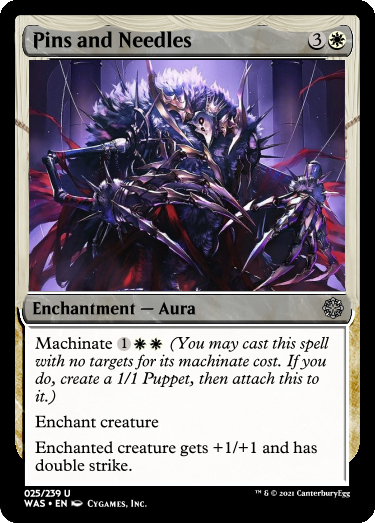 Pins and Needles 3
Enchantment — Aura
Machinate 1 (You may cast this spell
with no targets for its machinate cost. If you
do, create a 1/1 Puppet, then attach this to
it.)
Enchant creature
Enchanted creature gets +1/+1 and has
double strike.
025/239 U
WAS • EN CYGAMES, INC.
™ & © 2021 CanterburyEgg